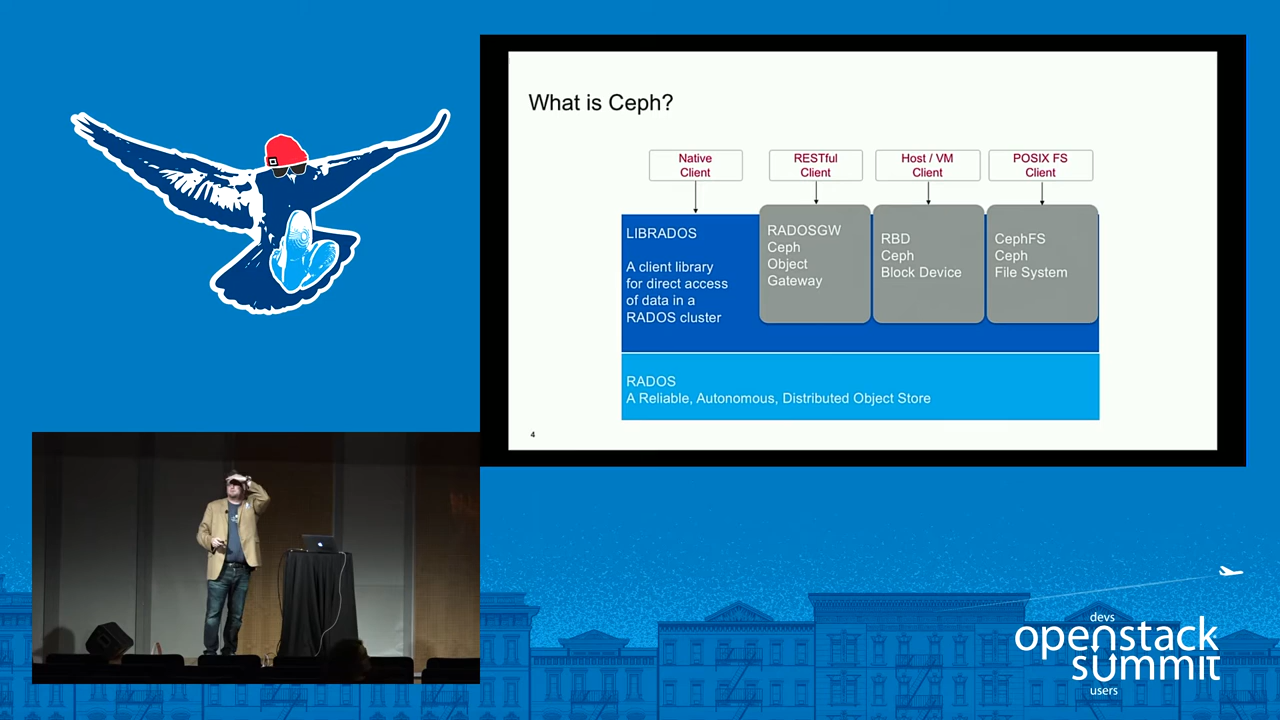 What is Ceph?
Native
Client
RESTful
Client
Host / VM
Client
POSIX FS
Client
LIBRADOS
A client library
for direct access
of data in a
RADOS cluster
RADOSGW
Ceph
Object
Gateway
RBD
Ceph
Block Device
CephFS
Ceph
File System
RADOS
A Reliable, Autonomous, Distributed Object Store
4
devs
openstack
summit
users